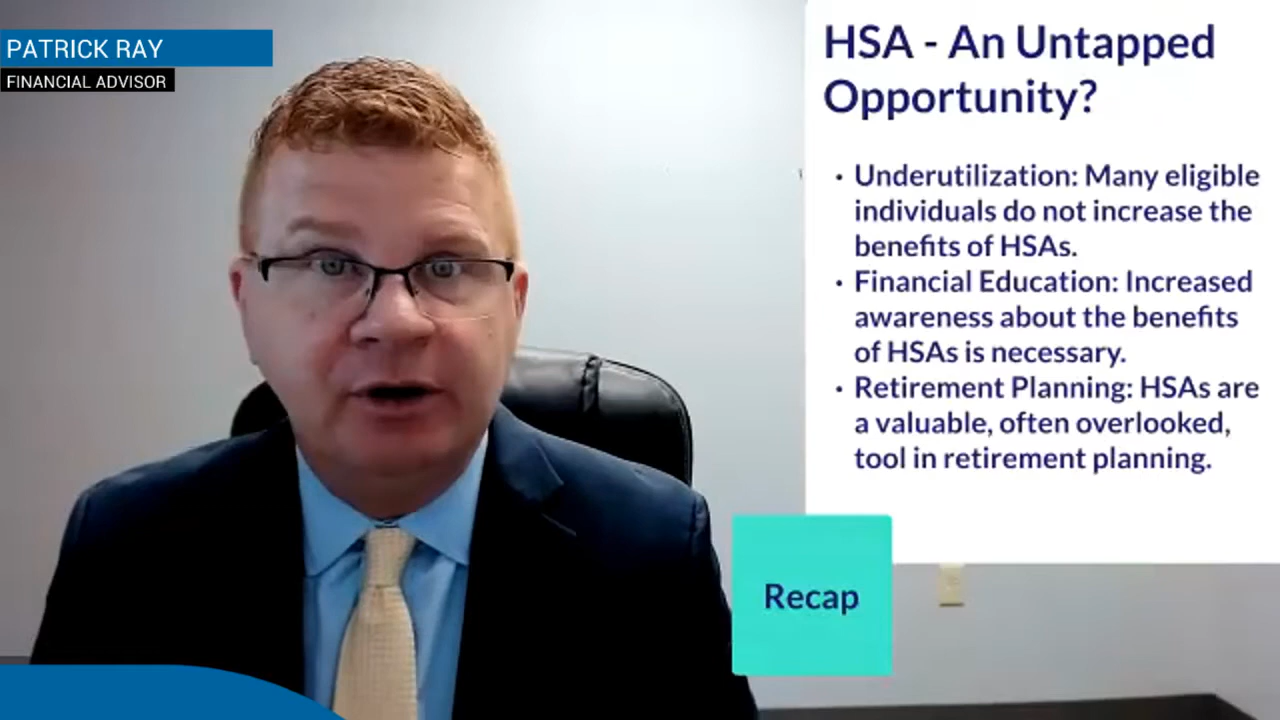 PATRICK RAY
FINANCIAL ADVISOR
HSA - An Untapped
Opportunity?
• Underutilization: Many eligible
individuals do not increase the
benefits of HSAs.
• Financial Education: Increased
awareness about the benefits
of HSAs is necessary.
• Retirement Planning: HSAs are
a valuable, often overlooked,
tool in retirement planning.
Recap